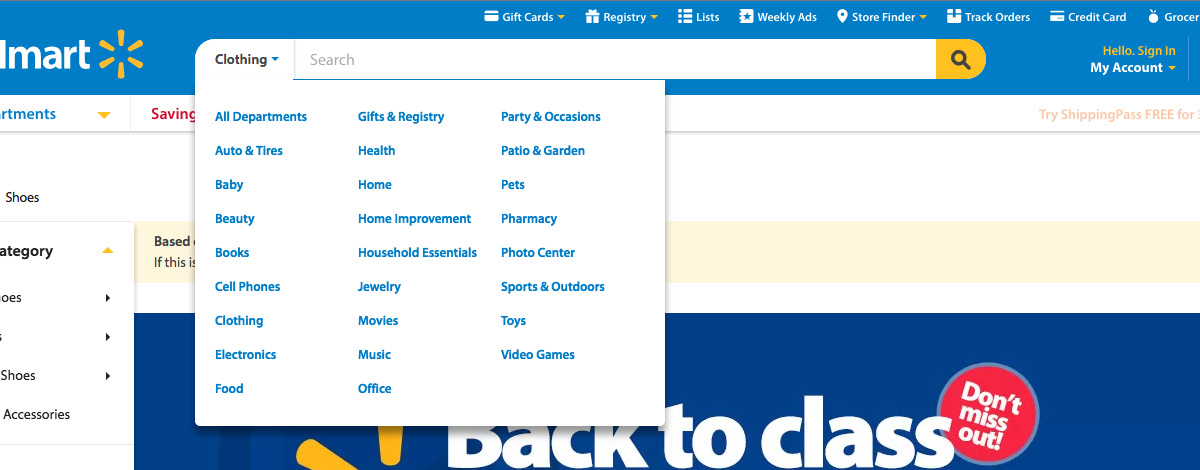 Gift Cards Registry Lists Weekly Ads Store Finder Track Orders Credit Card Grocer
lmart
Clothing Search
Hello. Sign In
My Account
artments Saving Try ShippingPass FREE for
All Departments Gifts & Registry Party & Occasions
Auto & Tires Health Patio & Garden
Baby Home Pets
Shoes
Beauty Home Improvement Pharmacy
Based
ategory Books Household Essentials Photo Center
If this is
Cell Phones Jewelry Sports & Outdoors
oes
Clothing Movies Toys
s
Electronics Music Video Games
Shoes
Food Office
Accessories
Back to class
Don't
miss
out!